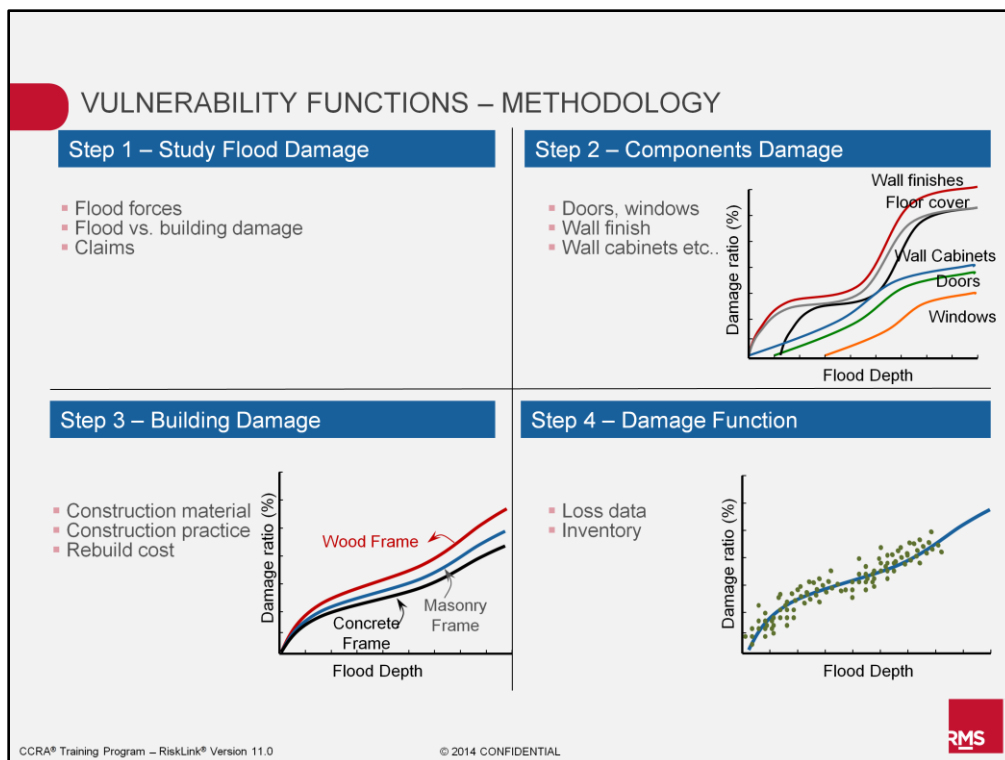 VULNERABILITY FUNCTIONS – METHODOLOGY
Step 1 – Study Flood Damage
Flood forces
Flood vs. building damage
Claims
Step 2 – Components Damage
Doors, windows
Wall finish
Wall cabinets etc..
Damage ratio (%)
Wall finishes
Floor cover
Wall Cabinets
Doors
Windows
Flood Depth
Step 3 – Building Damage
Construction material
Construction practice
Rebuild cost
Damage ratio (%)
Wood Frame
Masonry
Frame
Concrete
Frame
Flood Depth
Step 4 – Damage Function
Loss data
Inventory
Damage ratio (%)
Flood Depth
CCRA® Training Program – RiskLink® Version 11.0
© 2014 CONFIDENTIAL
RMS